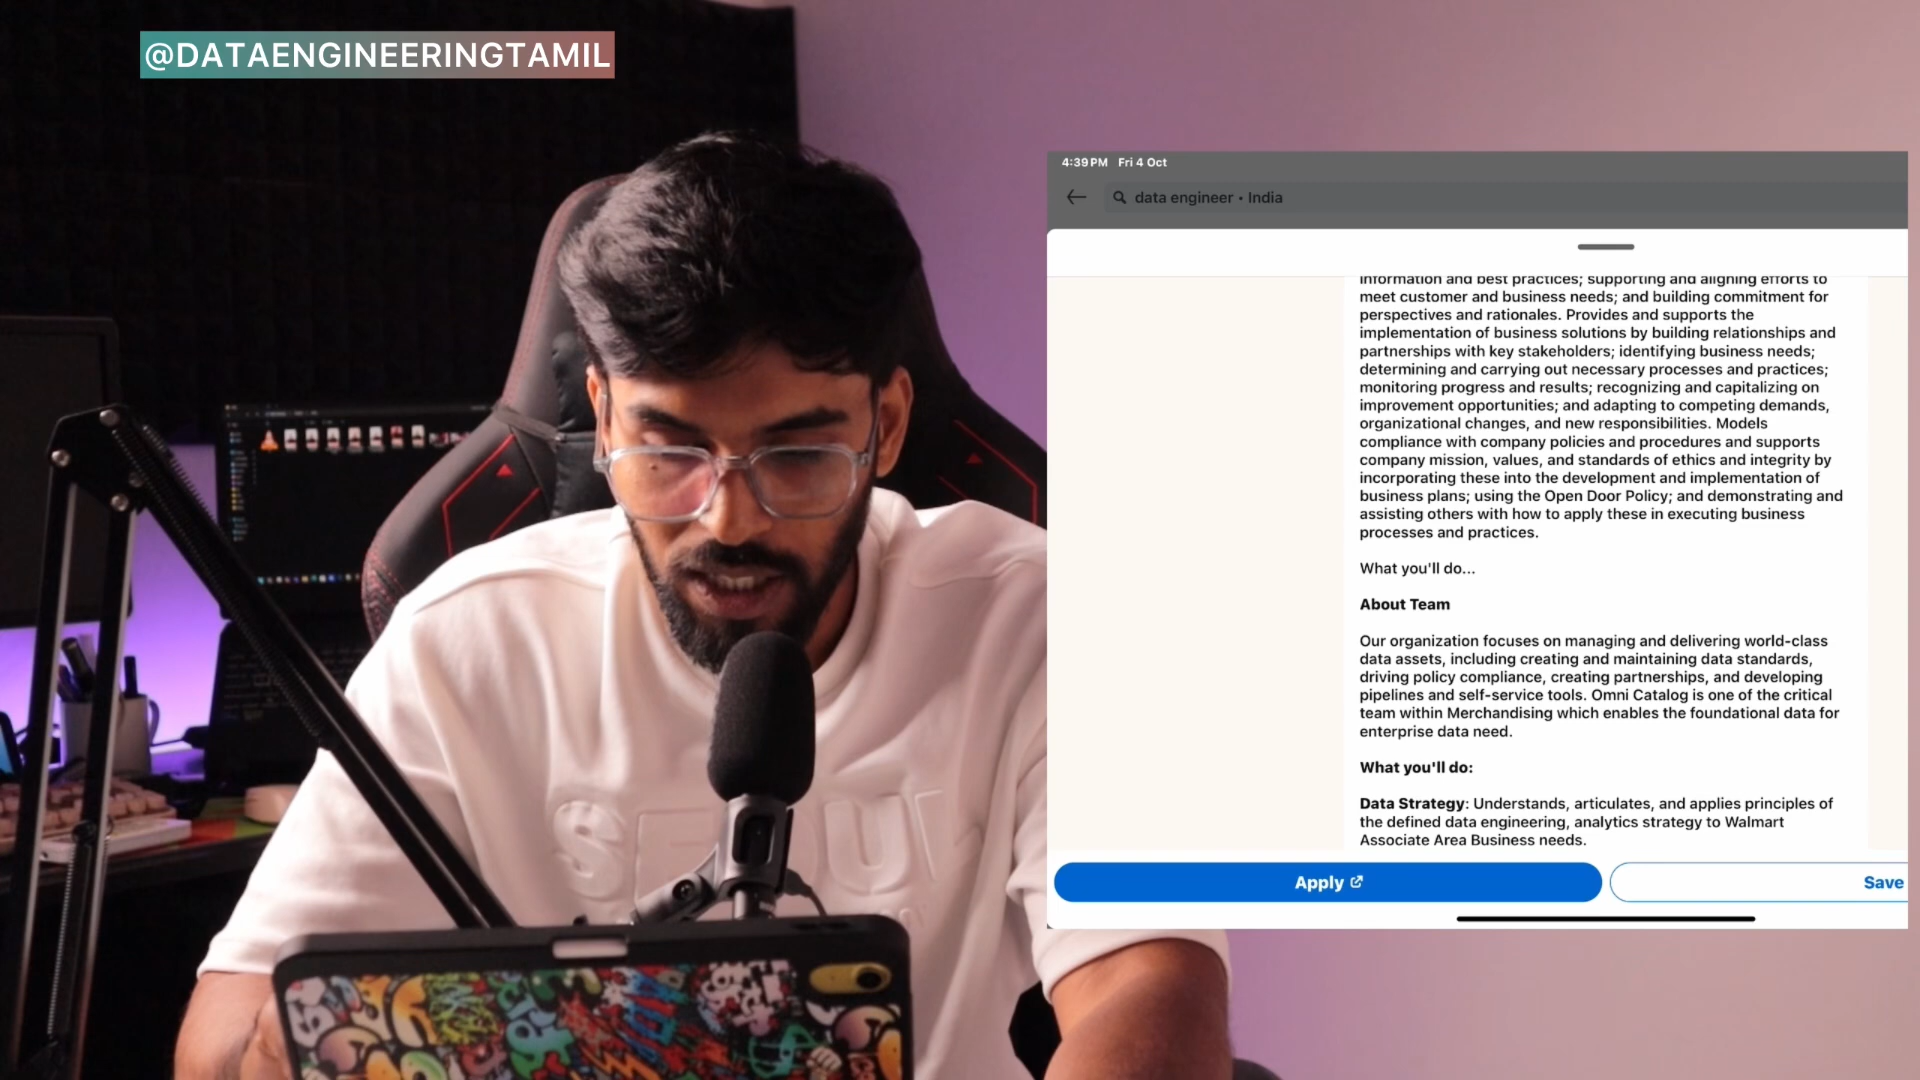 @DATAENGINEERINGTAMIL
4:39 PM Fri 4 Oct
data engineer • India
information and best practices; supporting and aligning efforts to
meet customer and business needs; and building commitment for
perspectives and rationales. Provides and supports the
implementation of business solutions by building relationships and
partnerships with key stakeholders; identifying business needs;
determining and carrying out necessary processes and practices;
monitoring progress and results; recognizing and capitalizing on
improvement opportunities; and adapting to competing demands,
organizational changes, and new responsibilities. Models
compliance with company policies and procedures and supports
company mission, values, and standards of ethics and integrity by
incorporating these into the development and implementation of
business plans; using the Open Door Policy; and demonstrating and
assisting others with how to apply these in executing business
processes and practices.
What you'll do...
About Team
Our organization focuses on managing and delivering world-class
data assets, including creating and maintaining data standards,
driving policy compliance, creating partnerships, and developing
pipelines and self-service tools. Omni Catalog is one of the critical
team within Merchandising which enables the foundational data for
enterprise data need.
What you'll do:
Data Strategy: Understands, articulates, and applies principles of
the defined data engineering, analytics strategy to Walmart
Associate Area Business needs.
Apply
Save